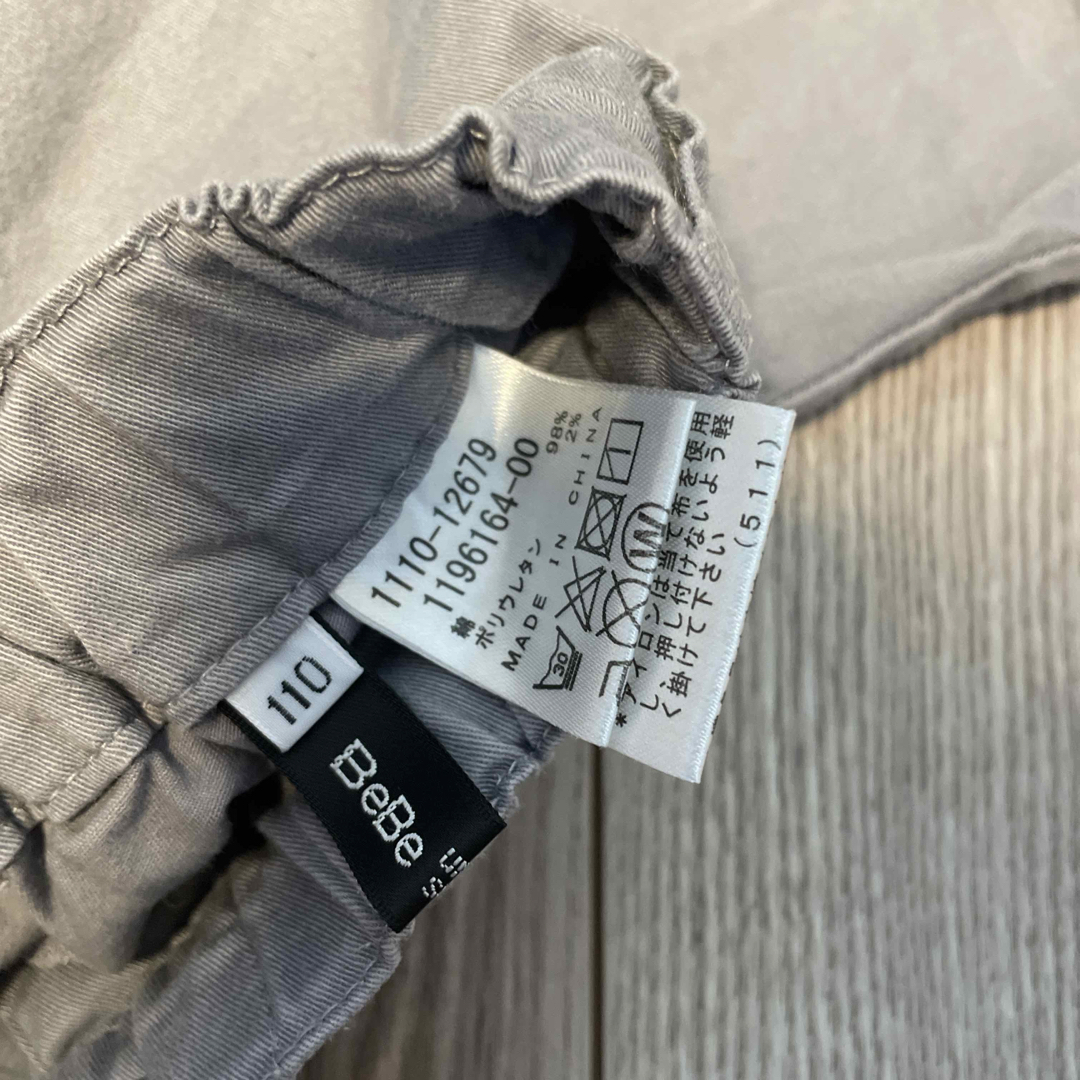 1110-12679
1196164-00
綿 98%
ポリウレタン 2%
MADE IN CHINA
30
W
*アイロンは当て布を使用
し、押し付けないよう軽
く掛けて下さい
(511)
110
BeBe